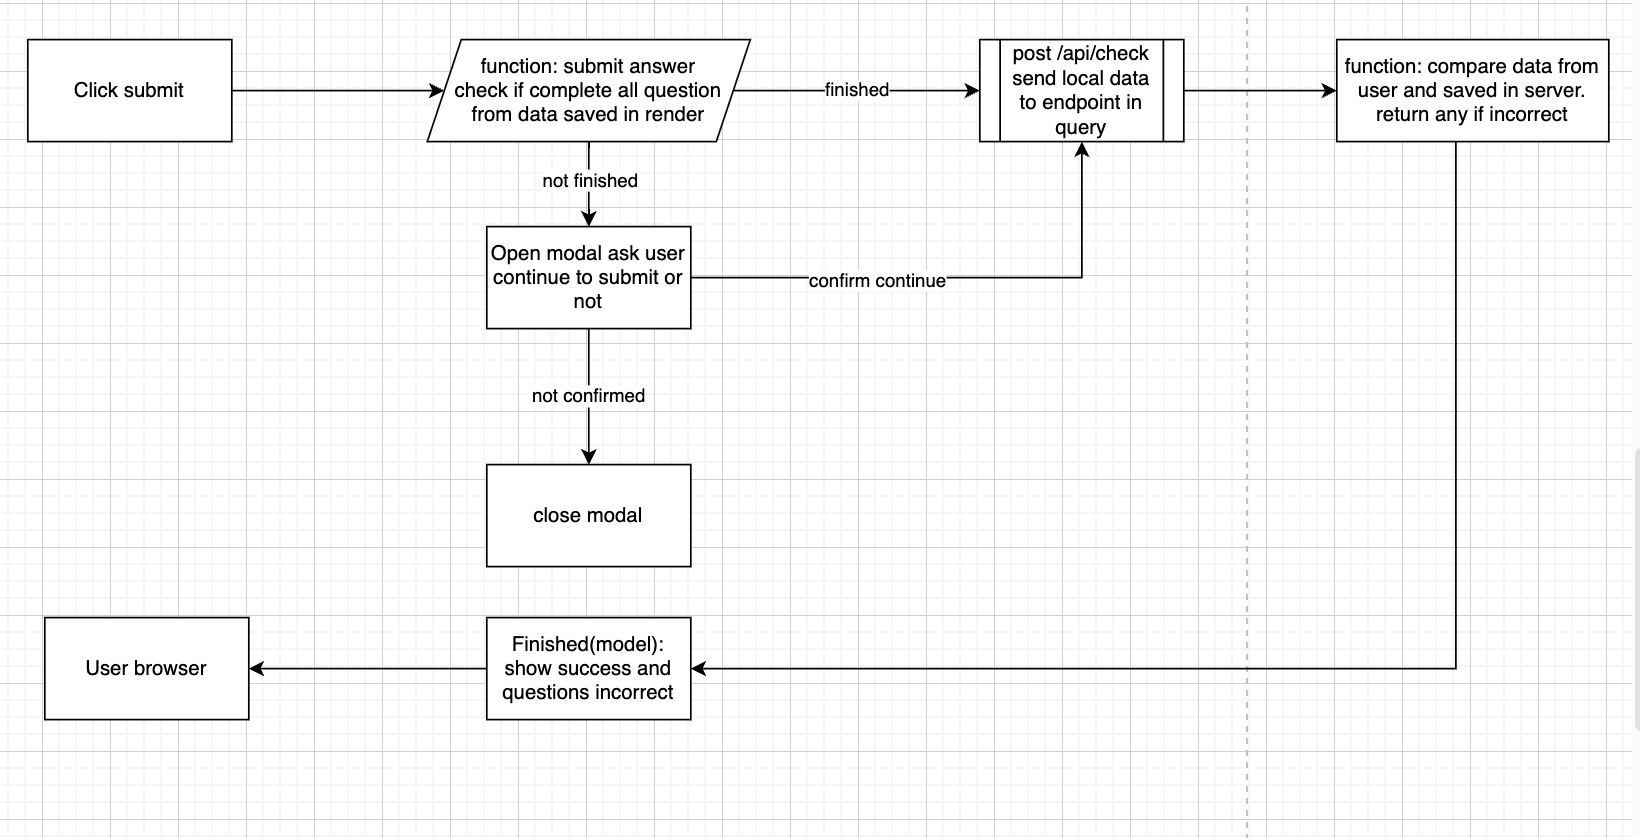 Click submit
function: submit answer
check if complete all question
from data saved in render
finished
post /api/check
send local data
to endpoint in
query
function: compare data from
user and saved in server.
return any if incorrect
not finished
Open modal ask user
continue to submit or
not
confirm continue
not confirmed
close modal
User browser
Finished(model):
show success and
questions incorrect